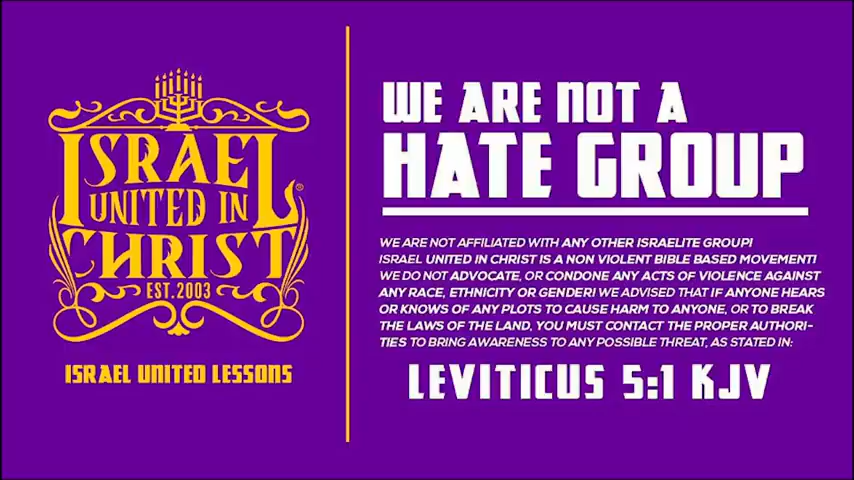 ISRAEL
UNITED IN
CHRIST
EST.2003
ISRAEL UNITED LESSONS
WE ARE NOT A
HATE GROUP
WE ARE NOT AFFILIATED WITH ANY OTHER ISRAELITE GROUP!
ISRAEL UNITED IN CHRIST IS A NON VIOLENT BIBLE BASED MOVEMENT!
WE DO NOT ADVOCATE, OR CONDONE ANY ACTS OF VIOLENCE AGAINST
ANY RACE, ETHNICITY OR GENDER! WE ADVISED THAT IF ANYONE HEARS
OR KNOWS OF ANY PLOTS TO CAUSE HARM TO ANYONE, OR TO BREAK
THE LAWS OF THE LAND, YOU MUST CONTACT THE PROPER AUTHORI-
TIES TO BRING AWARENESS TO ANY POSSIBLE THREAT, AS STATED IN:
LEVITICUS 5:1 KJV